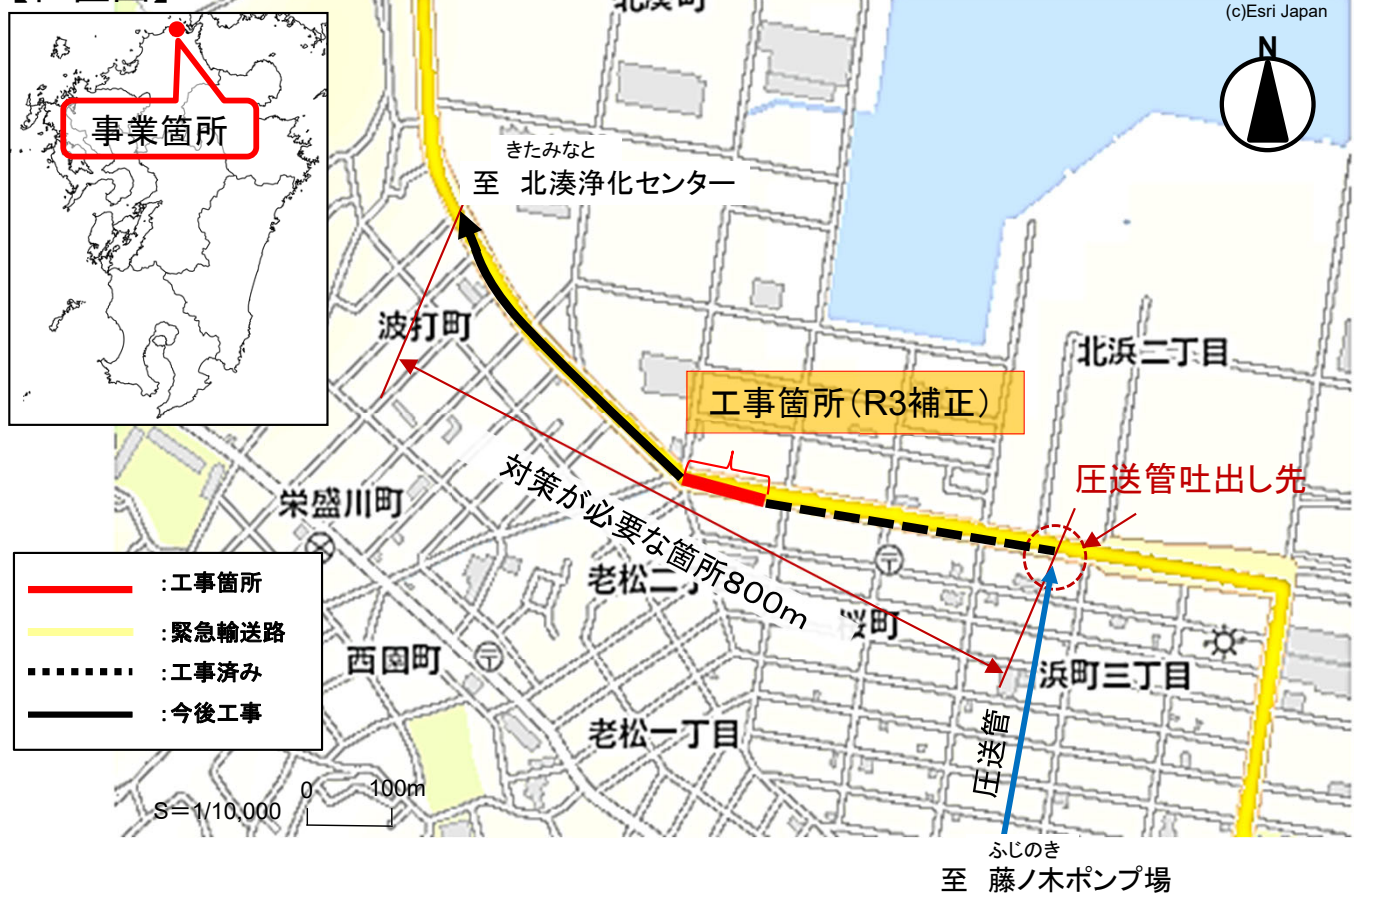 (c)Esri Japan
N
事業箇所
きたみなと
至　北湊浄化センター
波打町
北浜二丁目
工事箇所（R3補正）
圧送管吐出し先
対策が必要な箇所800m
栄盛川町
老松二丁
桜町
西園町
浜町三丁目
老松一丁目
圧送管
：工事箇所
：緊急輸送路
：工事済み
：今後工事
0 100m
S＝1/10,000
ふじのき
至　藤ノ木ポンプ場